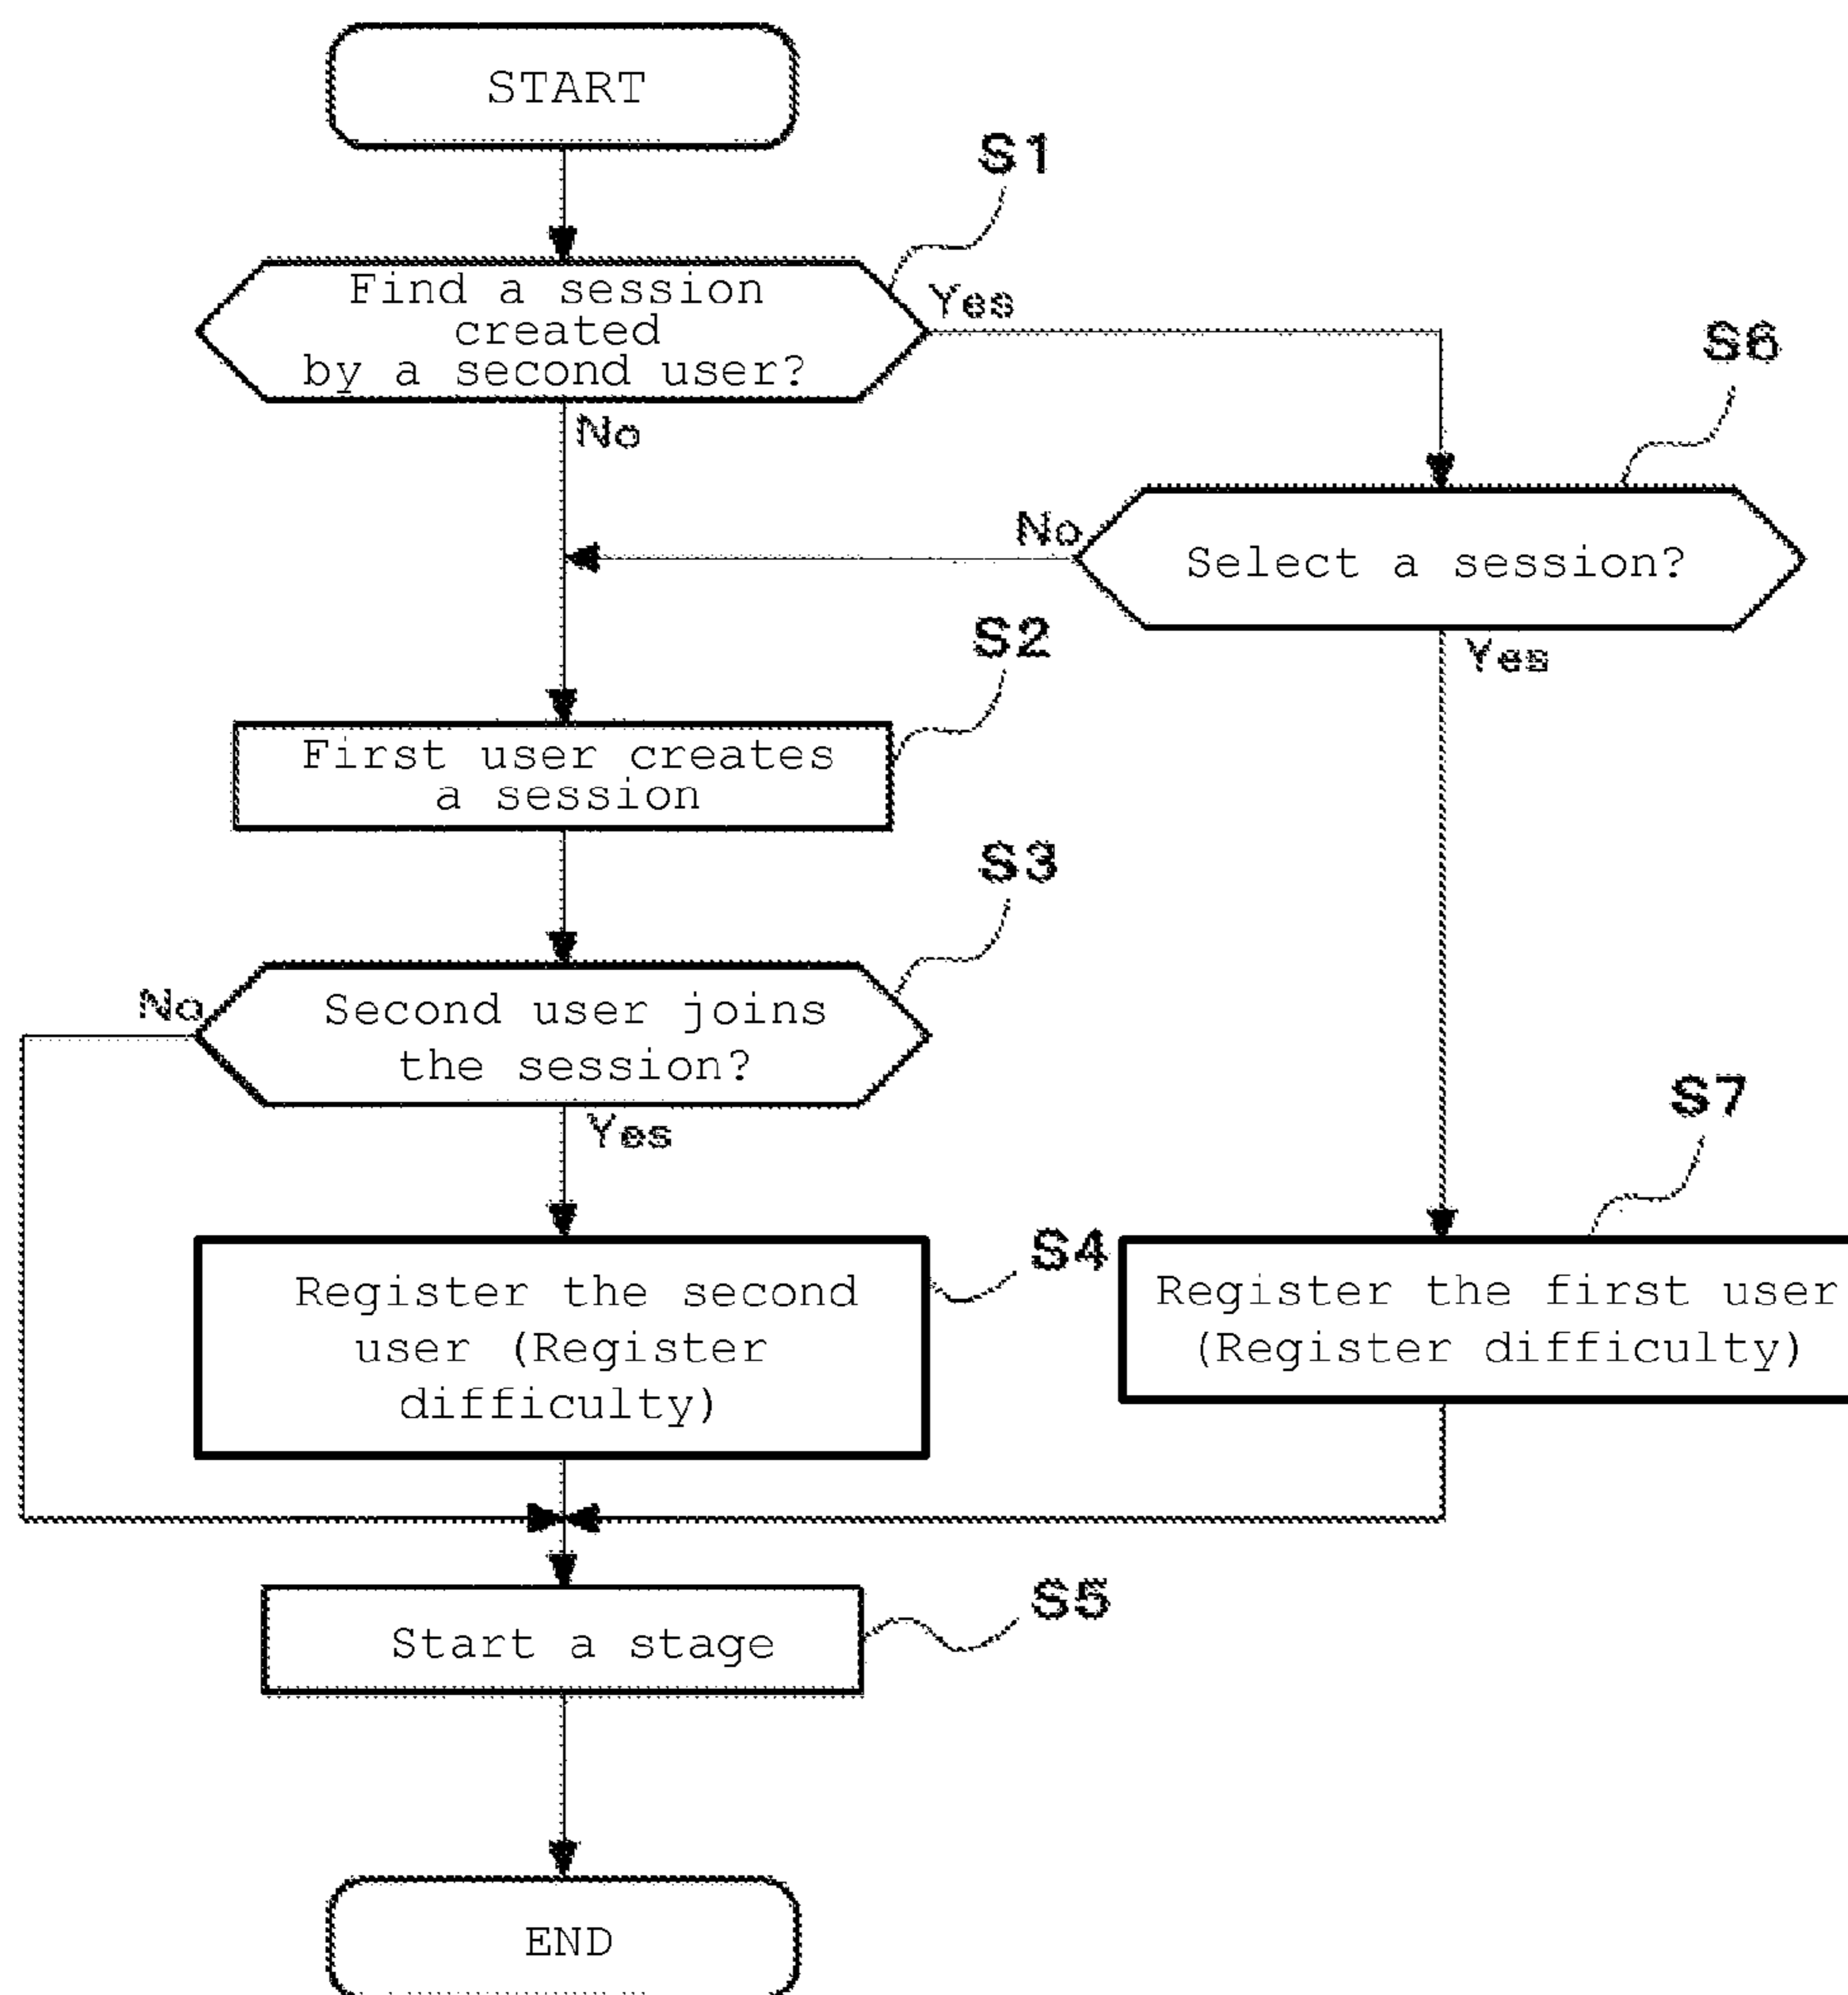 START
S1
Find a session
created
by a second user?
Yes
No
S6
Select a session?
No
Yes
S2
First user creates
a session
S3
Second user joins
the session?
No
Yes
S4
Register the second
user (Register
difficulty)
S7
Register the first user
(Register difficulty)
S5
Start a stage
END